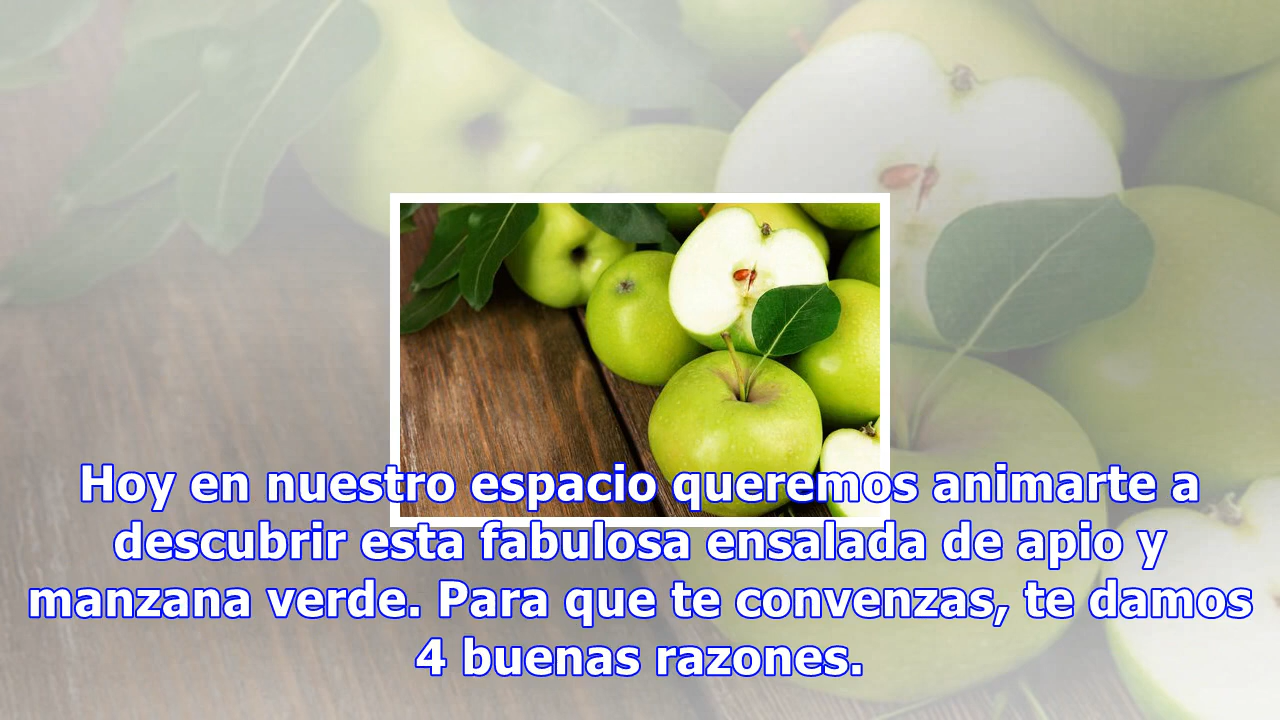 Hoy en nuestro espacio queremos animarte a
descubrir esta fabulosa ensalada de apio y
manzana verde. Para que te convenzas, te damos
4 buenas razones.